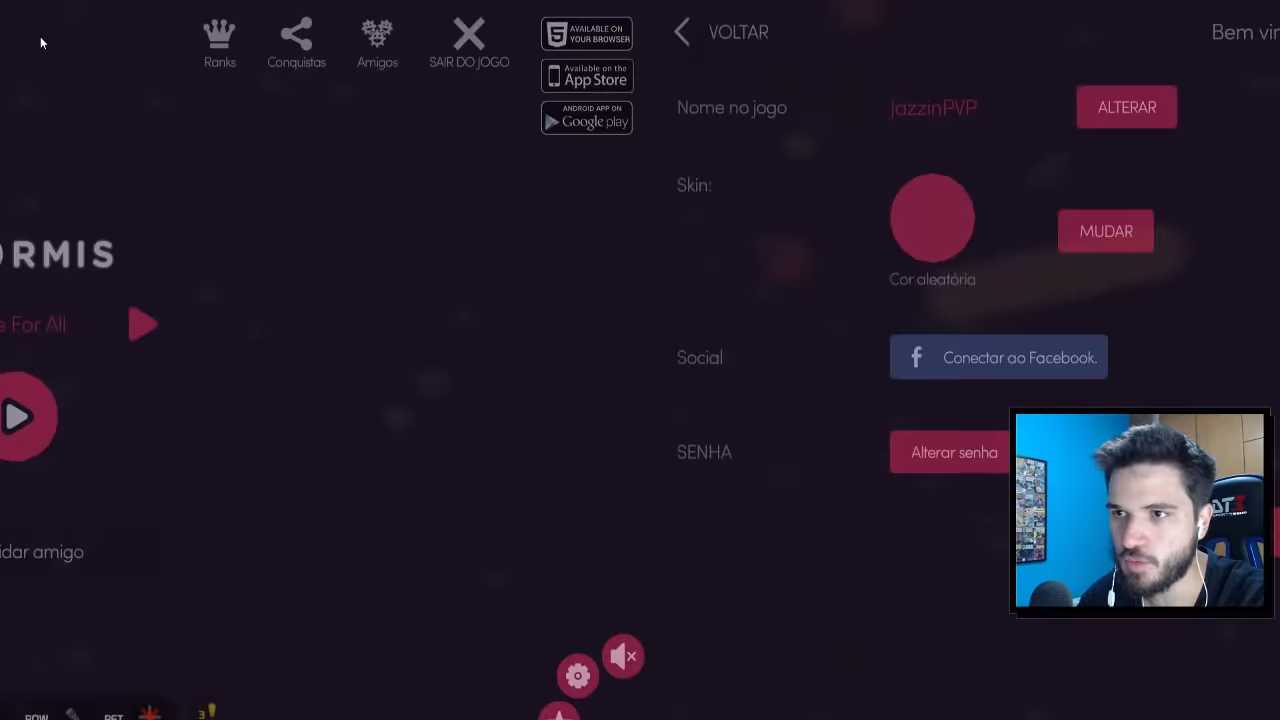 Ranks
Conquistas
Amigos
SAIR DO JOGO
AVAILABLE ON
YOUR BROWSER
Available on the
App Store
ANDROID APP ON
Google play
VOLTAR
Bem vin
Nome no jogo
jazzinPVP
ALTERAR
Skin:
MUDAR
Cor aleatória
ORMIS
e For All
Social
Conectar ao Facebook.
SENHA
Alterar senha
idar amigo